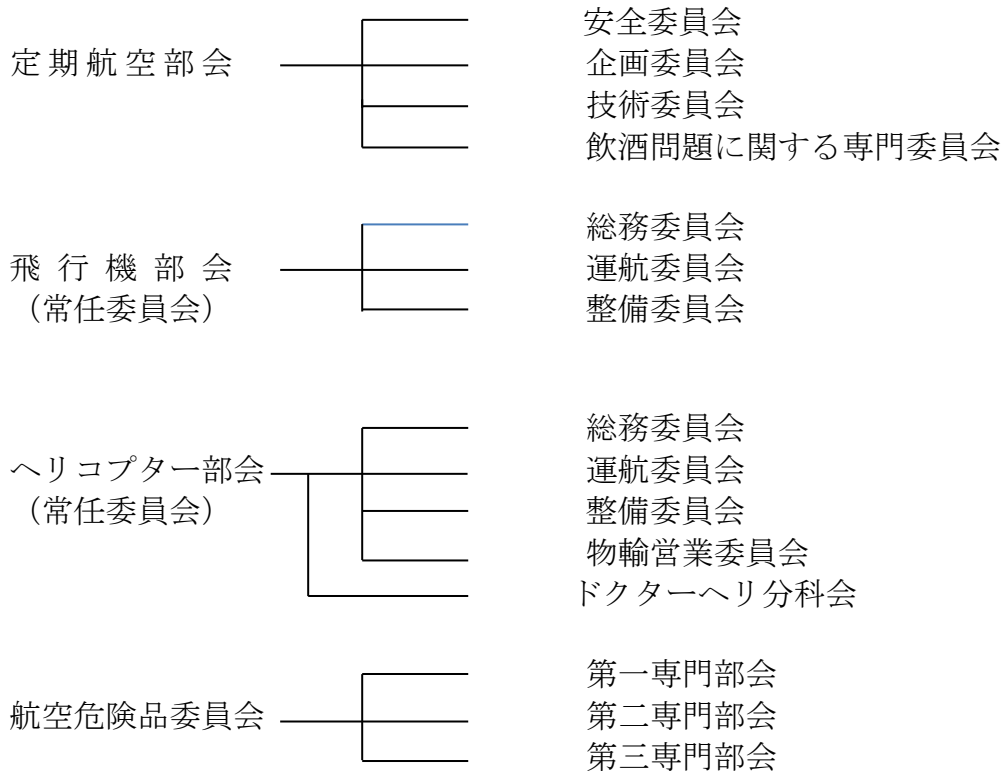 安全委員会
定期航空部会
企画委員会
技術委員会
飲酒問題に関する専門委員会
総務委員会
飛行機部会
運航委員会
（常任委員会）
整備委員会
総務委員会
ヘリコプター部会
運航委員会
（常任委員会）
整備委員会
物輸営業委員会
ドクターヘリ分科会
第一専門部会
航空危険品委員会
第二専門部会
第三専門部会